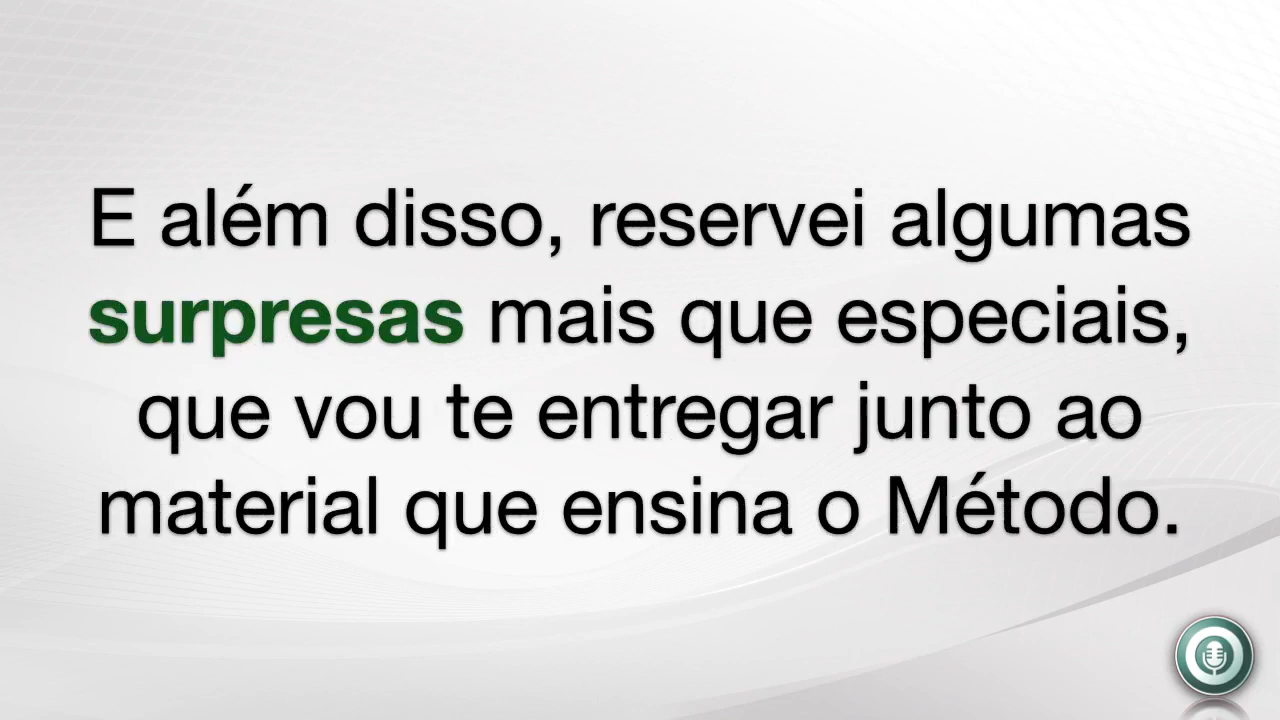 E além disso, reservei algumas
surpresas mais que especiais,
que vou te entregar junto ao
material que ensina o Método.